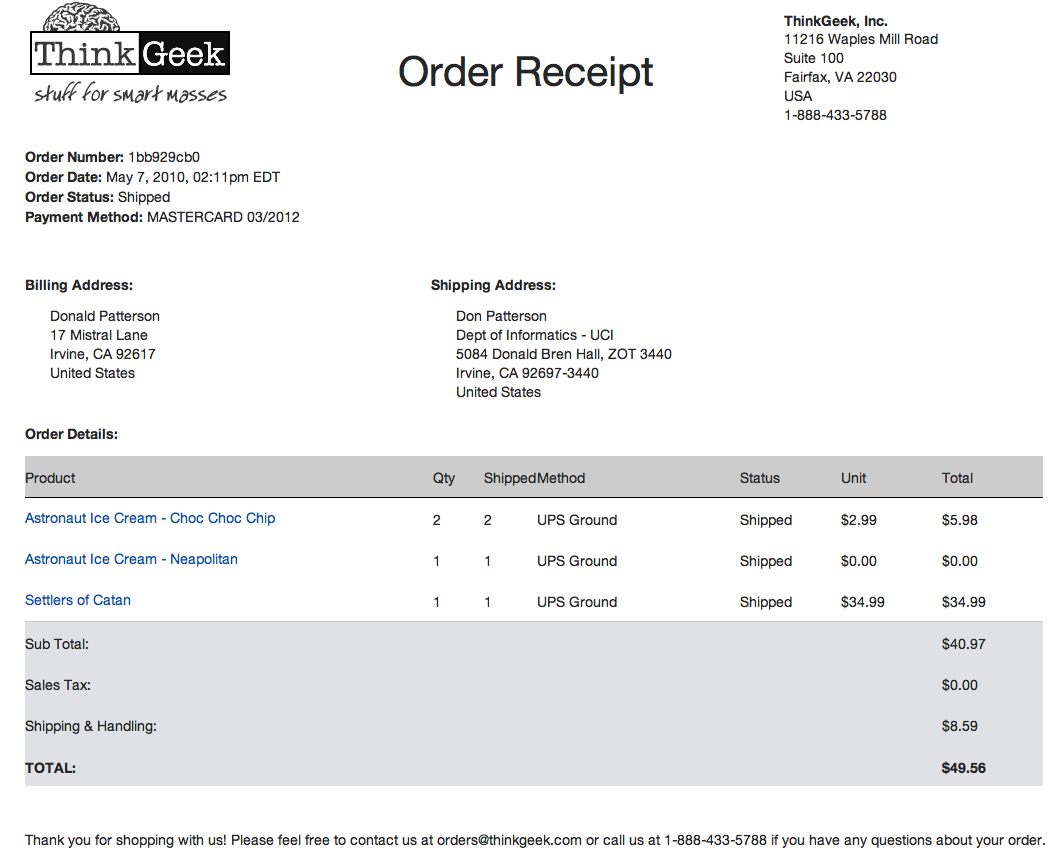 Think Geek
stuff for smart masses
Order Receipt
ThinkGeek, Inc.
11216 Waples Mill Road
Suite 100
Fairfax, VA 22030
USA
1-888-433-5788
Order Number: 1bb929cb0
Order Date: May 7, 2010, 02:11pm EDT
Order Status: Shipped
Payment Method: MASTERCARD 03/2012
Billing Address:
Donald Patterson
17 Mistral Lane
Irvine, CA 92617
United States
Shipping Address:
Don Patterson
Dept of Informatics - UCI
5084 Donald Bren Hall, ZOT 3440
Irvine, CA 92697-3440
United States
Order Details:
Product Qty Shipped Method Status Unit Total
Astronaut Ice Cream - Choc Choc Chip 2 2 UPS Ground Shipped $2.99 $5.98
Astronaut Ice Cream - Neapolitan 1 1 UPS Ground Shipped $0.00 $0.00
Settlers of Catan 1 1 UPS Ground Shipped $34.99 $34.99
Sub Total: $40.97
Sales Tax: $0.00
Shipping & Handling: $8.59
TOTAL: $49.56
Thank you for shopping with us! Please feel free to contact us at orders@thinkgeek.com or call us at 1-888-433-5788 if you have any questions about your order.